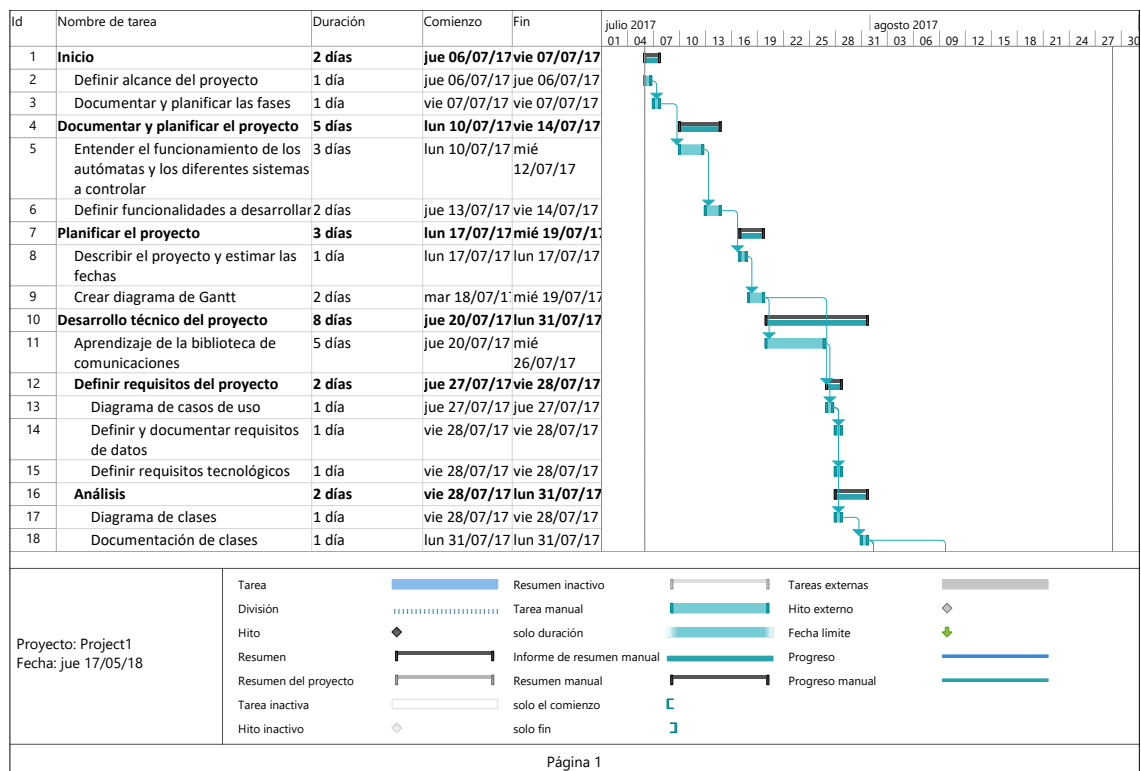 Id Nombre de tarea Duración Comienzo Fin julio 2017 agosto 2017
01 04 07 10 13 16 19 22 25 28 31 03 06 09 12 15 18 21 24 27 30
1 Inicio 2 días jue 06/07/17 vie 07/07/17
2 Definir alcance del proyecto 1 día jue 06/07/17 jue 06/07/17
3 Documentar y planificar las fases 1 día vie 07/07/17 vie 07/07/17
4 Documentar y planificar el proyecto 5 días lun 10/07/17 vie 14/07/17
5 Entender el funcionamiento de los 3 días lun 10/07/17 mié
autómatas y los diferentes sistemas 12/07/17
a controlar
6 Definir funcionalidades a desarrollar 2 días jue 13/07/17 vie 14/07/17
7 Planificar el proyecto 3 días lun 17/07/17 mié 19/07/17
8 Describir el proyecto y estimar las 1 día lun 17/07/17 lun 17/07/17
fechas
9 Crear diagrama de Gantt 2 días mar 18/07/17 mié 19/07/17
10 Desarrollo técnico del proyecto 8 días jue 20/07/17 lun 31/07/17
11 Aprendizaje de la biblioteca de 5 días jue 20/07/17 mié
comunicaciones 26/07/17
12 Definir requisitos del proyecto 2 días jue 27/07/17 vie 28/07/17
13 Diagrama de casos de uso 1 día jue 27/07/17 jue 27/07/17
14 Definir y documentar requisitos 1 día vie 28/07/17 vie 28/07/17
de datos
15 Definir requisitos tecnológicos 1 día vie 28/07/17 vie 28/07/17
16 Análisis 2 días vie 28/07/17 lun 31/07/17
17 Diagrama de clases 1 día vie 28/07/17 vie 28/07/17
18 Documentación de clases 1 día lun 31/07/17 lun 31/07/17
Proyecto: Project1
Fecha: jue 17/05/18
Tarea Resumen inactivo Tareas externas
División Tarea manual Hito externo
Hito solo duración Fecha límite
Resumen Informe de resumen manual Progreso
Resumen del proyecto Resumen manual Progreso manual
Tarea inactiva solo el comienzo
Hito inactivo solo fin
Página 1